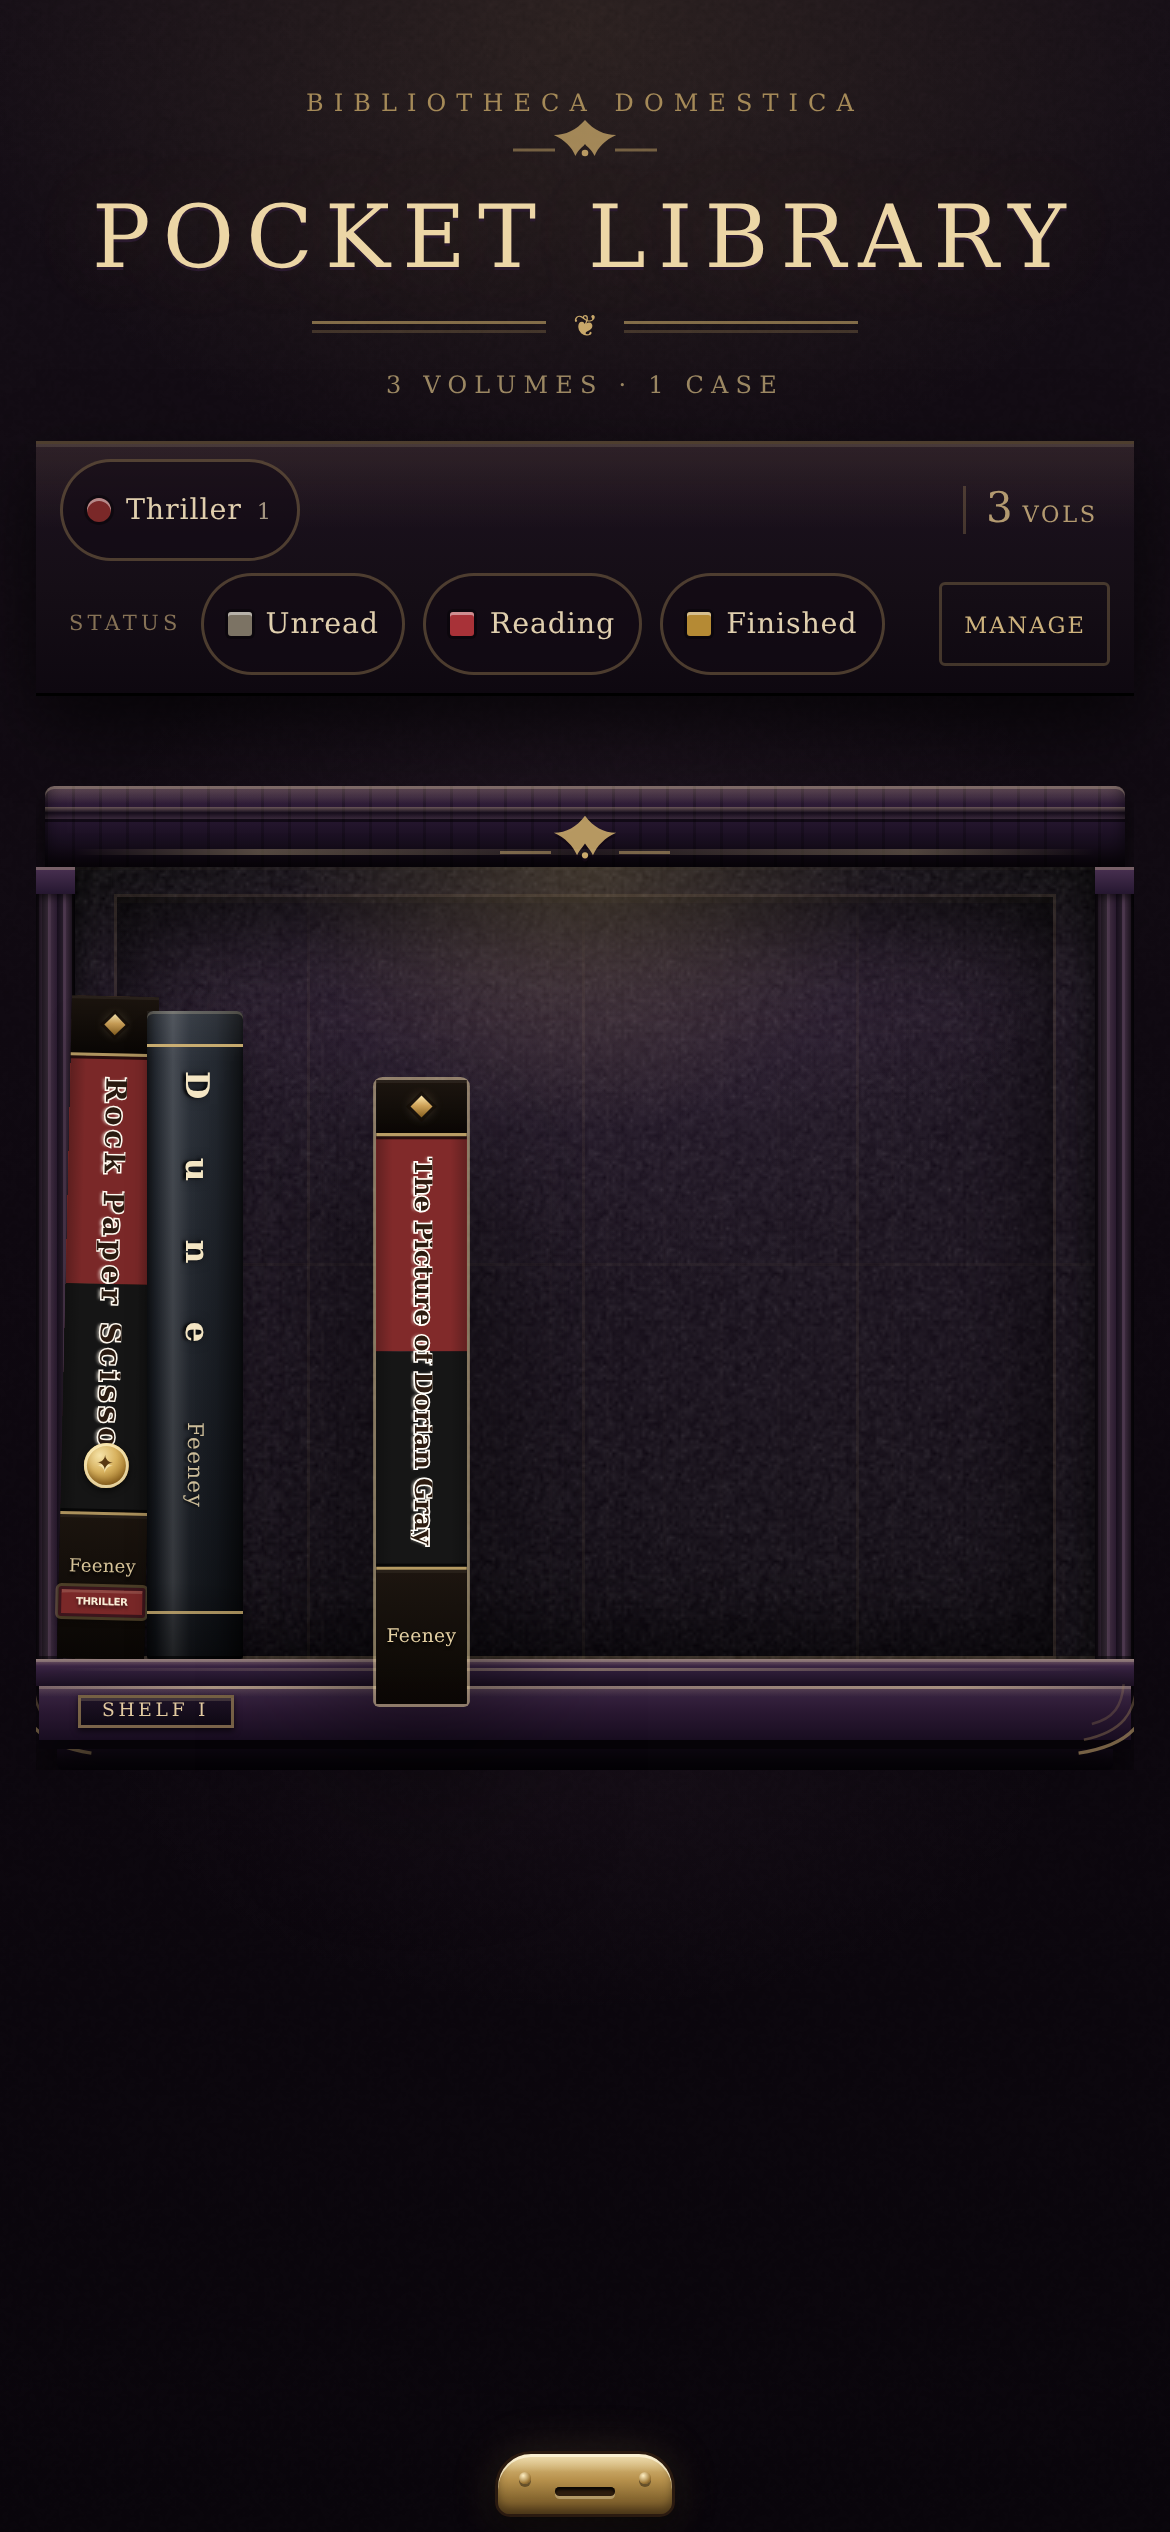 BIBLIOTHECA DOMESTICA
POCKET LIBRARY
3 VOLUMES · 1 CASE
Thriller 1
3 VOLS
STATUS
Unread
Reading
Finished
MANAGE
Rock Paper Scisso
Feeney
THRILLER
Dune
Feeney
The Picture of Dorian Gray
Feeney
SHELF I